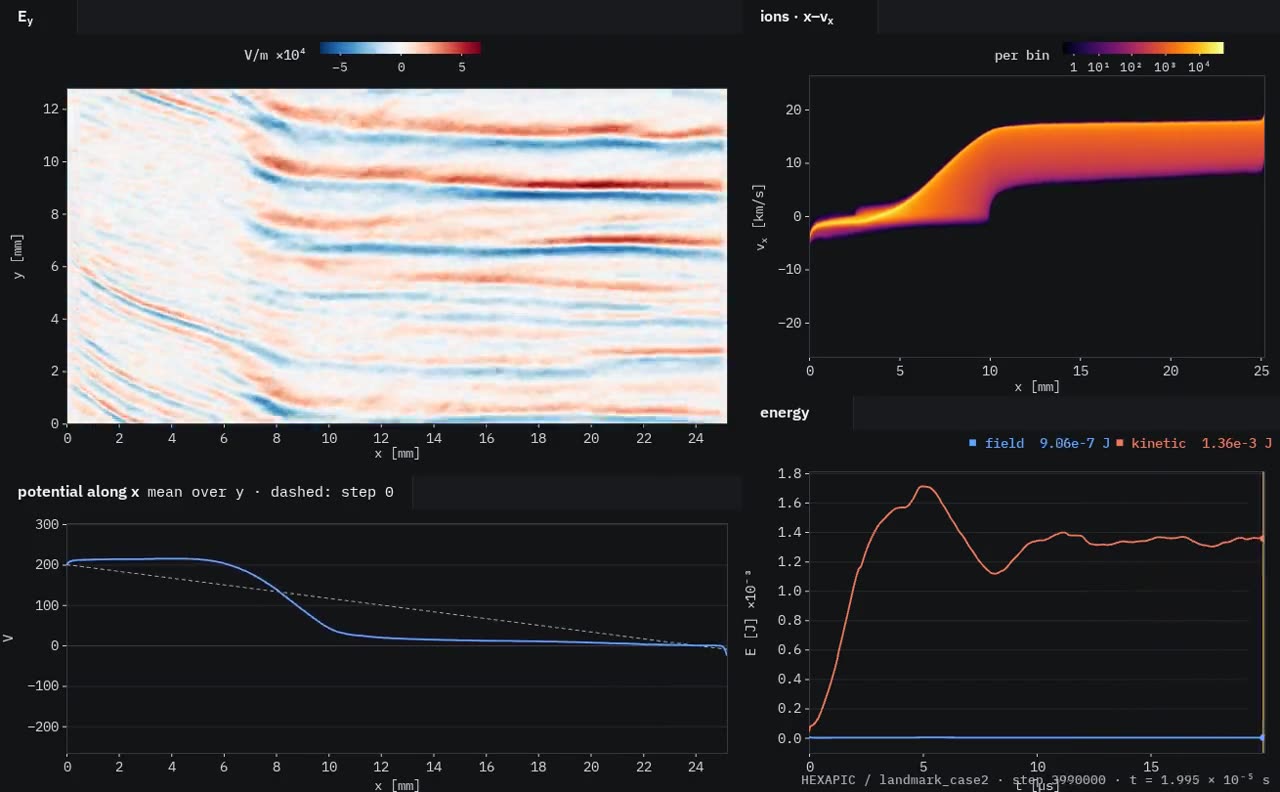 E_y
V/m ×10⁴
−5 0 5
12
10
8
6
4
2
0
y [mm]
0 2 4 6 8 10 12 14 16 18 20 22 24
x [mm]
potential along x mean over y · dashed: step 0
300
200
100
0
−100
−200
V
0 2 4 6 8 10 12 14 16 18 20 22 24
x [mm]
ions · x−vₓ
per bin
1 10¹ 10² 10³ 10⁴
20
10
0
−10
−20
vₓ [km/s]
0 5 10 15 20 25
x [mm]
energy
field 9.06e-7 J kinetic 1.36e-3 J
1.8
1.6
1.4
1.2
1.0
0.8
0.6
0.4
0.2
0.0
E [J] ×10⁻³
0 5 10 15
t [μs]
HEXAPIC / landmark_case2 · step 3990000 · t = 1.995 × 10⁻⁵ s